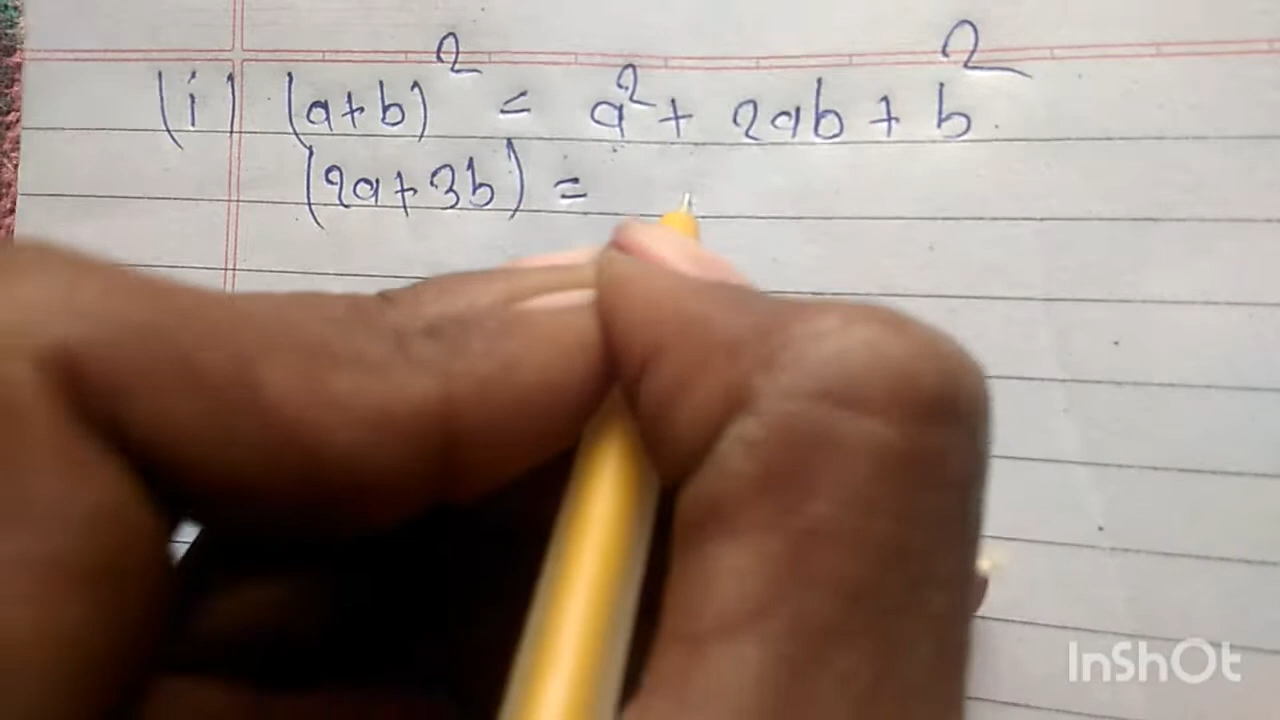 (i) (a+b)² = a² + 2ab + b²
(2a+3b) =
InShOt